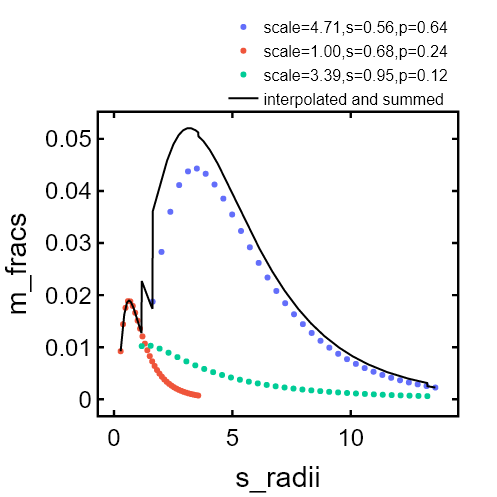 scale=4.71,s=0.56,p=0.64
scale=1.00,s=0.68,p=0.24
scale=3.39,s=0.95,p=0.12
interpolated and summed
0.05
0.04
0.03
0.02
0.01
0
m_fracs
0 5 10
s_radii